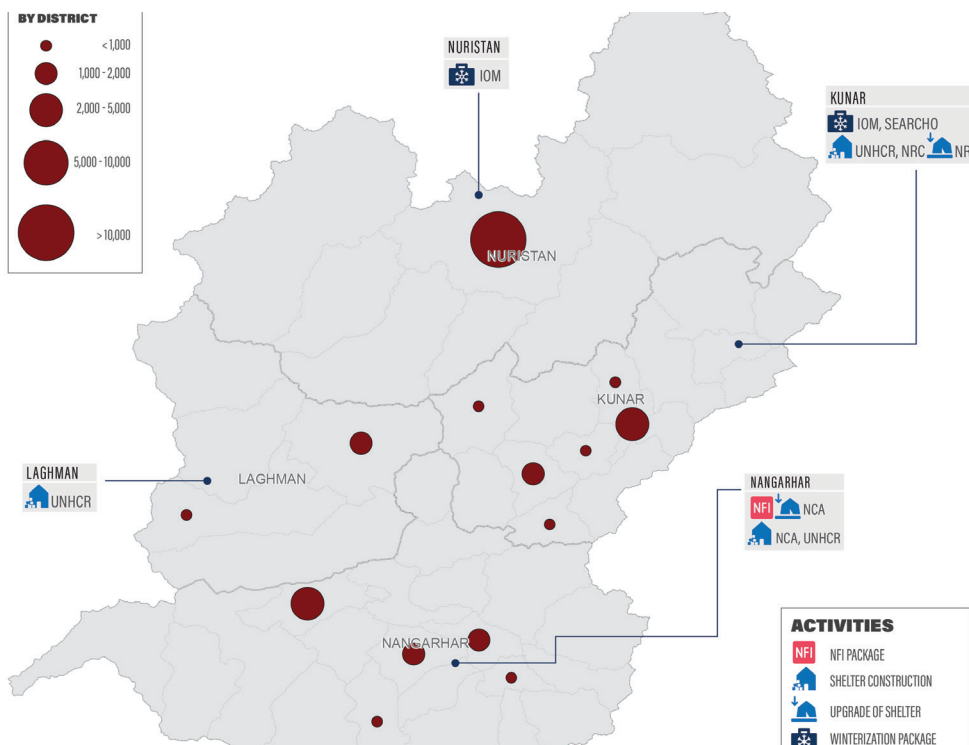 BY DISTRICT
< 1,000
1,000 - 2,000
2,000 - 5,000
5,000 - 10,000
> 10,000
NURISTAN
IOM
KUNAR
IOM, SEARCHO
UNHCR, NRC NR
NURISTAN
KUNAR
LAGHMAN
UNHCR
LAGHMAN
NANGARHAR
NFI NCA
NCA, UNHCR
NANGARHAR
ACTIVITIES
NFI NFI PACKAGE
SHELTER CONSTRUCTION
UPGRADE OF SHELTER
WINTERIZATION PACKAGE